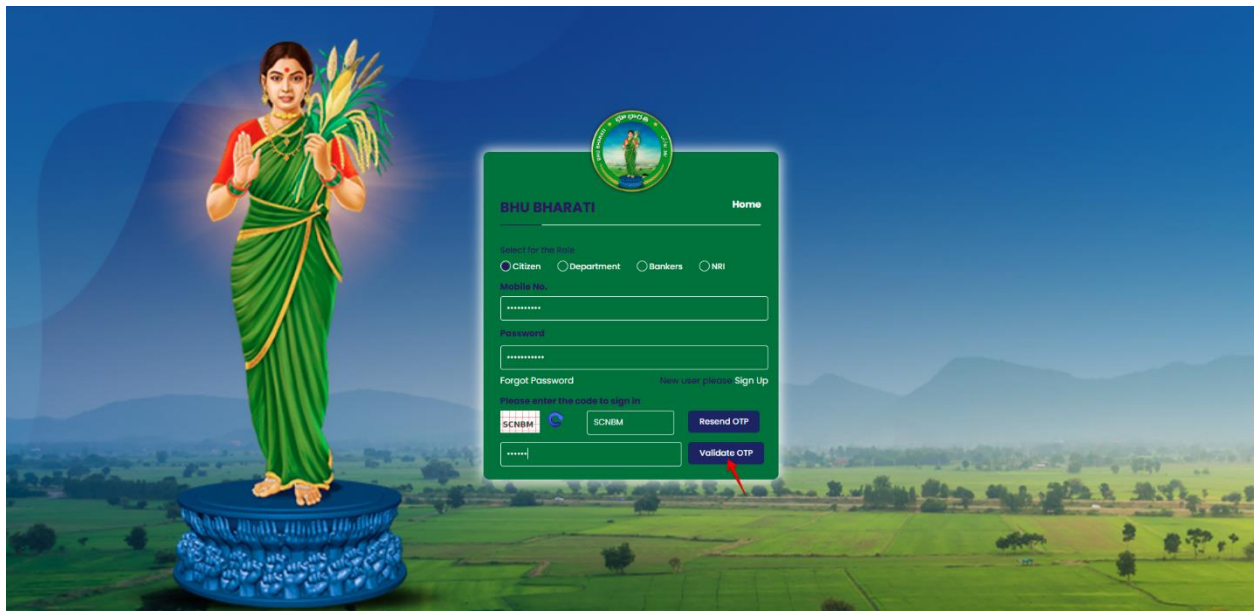 BHU BHARATI
Home
Select for the Role
Citizen Department Bankers NRI
Mobile No.
••••••••••
Password
•••••••••••
Forgot Password New user please Sign Up
Please enter the code to sign in
SCNBM SCNBM Resend OTP
•••••• Validate OTP